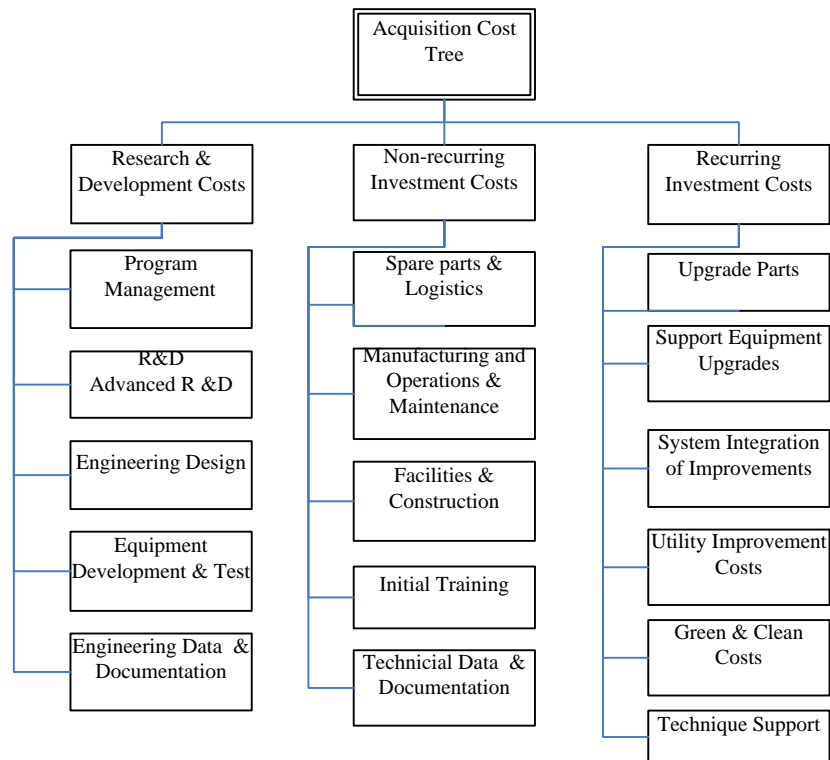 Acquisition Cost
Tree
Research &
Development Costs
Program
Management
R&D
Advanced R &D
Engineering Design
Equipment
Development & Test
Engineering Data &
Documentation
Non-recurring
Investment Costs
Spare parts &
Logistics
Manufacturing and
Operations &
Maintenance
Facilities &
Construction
Initial Training
Technicial Data &
Documentation
Recurring
Investment Costs
Upgrade Parts
Support Equipment
Upgrades
System Integration
of Improvements
Utility Improvement
Costs
Green & Clean
Costs
Technique Support